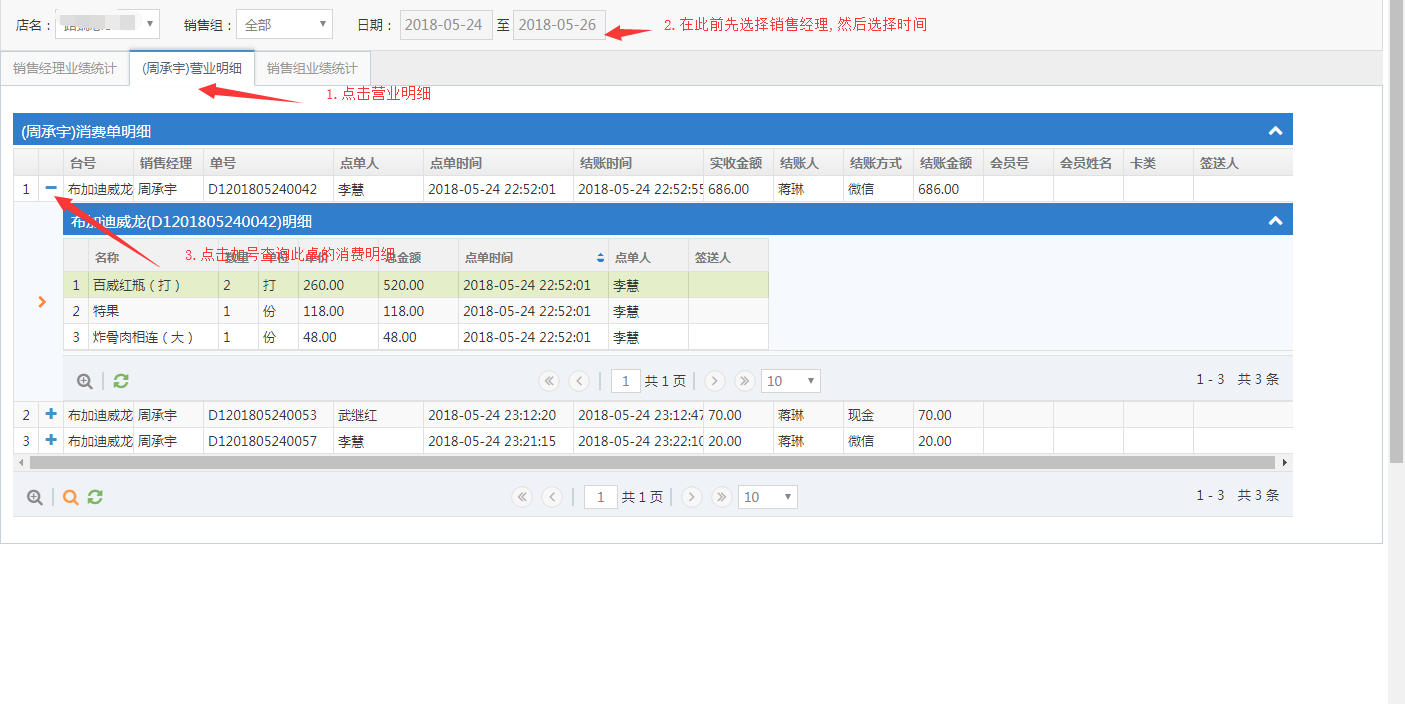 店名： 销售组： 全部 日期： 2018-05-24 至 2018-05-26 2. 在此前先选择销售经理, 然后选择时间
销售经理业绩统计 (周承宇)营业明细 销售组业绩统计
1. 点击营业明细
(周承宇)消费单明细
台号 销售经理 单号 点单人 点单时间 结账时间 实收金额 结账人 结账方式 结账金额 会员号 会员姓名 卡类 签送人
1 布加迪威龙 周承宇 D1201805240042 李慧 2018-05-24 22:52:01 2018-05-24 22:52:55 686.00 蒋琳 微信 686.00
布加迪威龙(D1201805240042)明细
3. 点击加号查询此桌的消费明细
名称 数量 单位 单价 总金额 点单时间 点单人 签送人
1 百威红瓶（打） 2 打 260.00 520.00 2018-05-24 22:52:01 李慧
2 特果 1 份 118.00 118.00 2018-05-24 22:52:01 李慧
3 炸骨肉相连（大） 1 份 48.00 48.00 2018-05-24 22:52:01 李慧
1 共 1 页 10 1 - 3 共 3 条
2 布加迪威龙 周承宇 D1201805240053 武继红 2018-05-24 23:12:20 2018-05-24 23:12:47 70.00 蒋琳 现金 70.00
3 布加迪威龙 周承宇 D1201805240057 李慧 2018-05-24 23:21:15 2018-05-24 23:22:10 20.00 蒋琳 微信 20.00
1 共 1 页 10 1 - 3 共 3 条